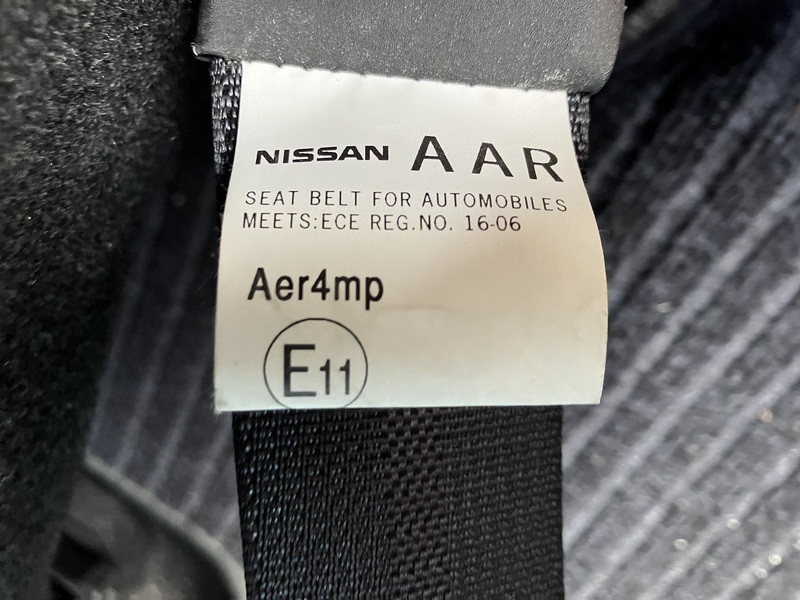 NISSAN AAR
SEAT BELT FOR AUTOMOBILES
MEETS:ECE REG.NO. 16-06
Aer4mp
E11